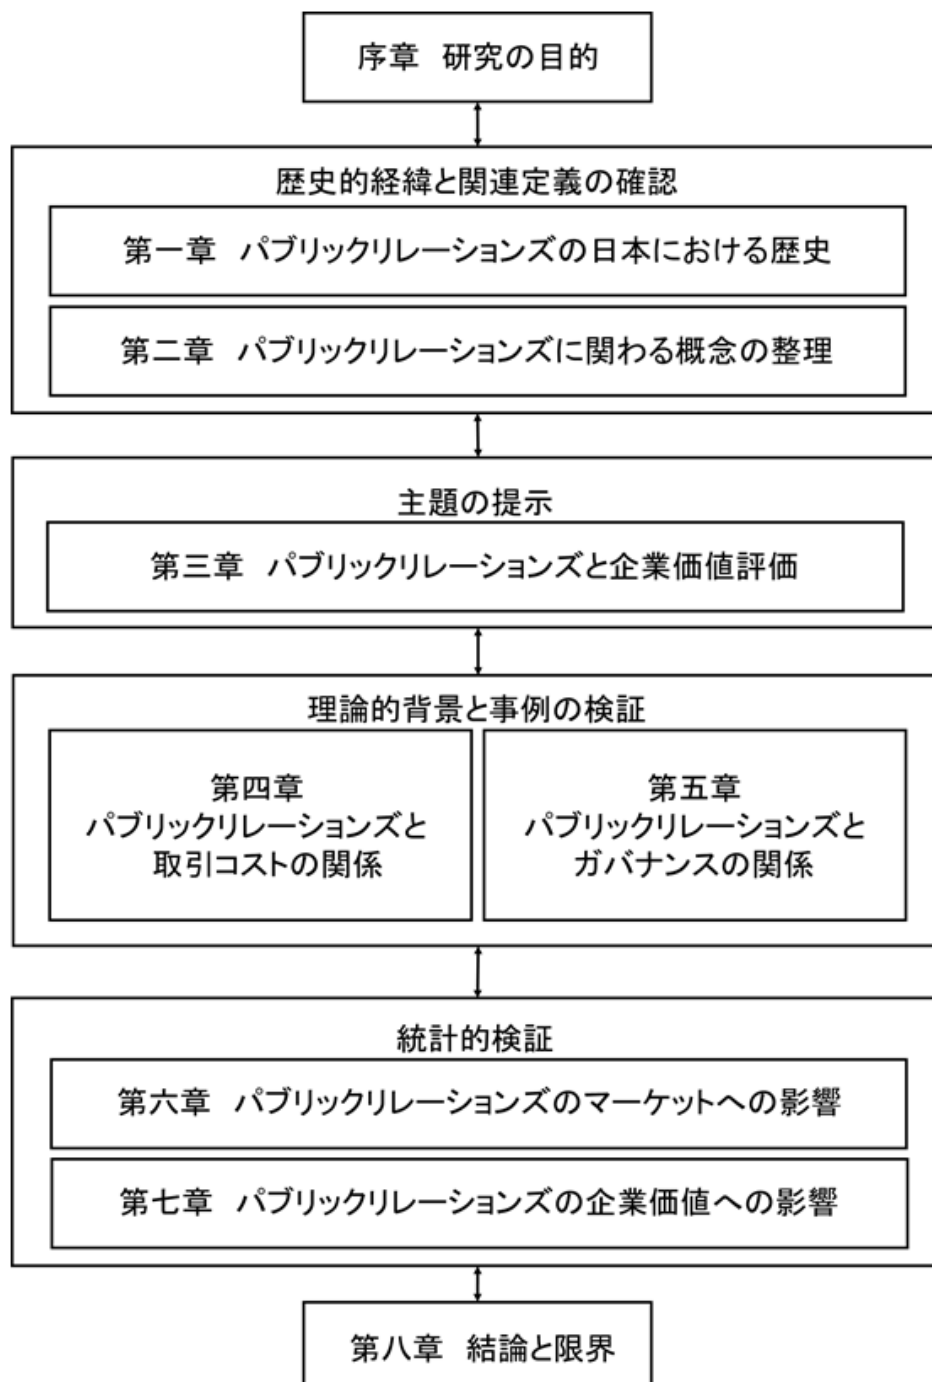 序章　研究の目的
歴史的経緯と関連定義の確認
第一章　パブリックリレーションズの日本における歴史
第二章　パブリックリレーションズに関わる概念の整理
主題の提示
第三章　パブリックリレーションズと企業価値評価
理論的背景と事例の検証
第四章
パブリックリレーションズと
取引コストの関係
第五章
パブリックリレーションズと
ガバナンスの関係
統計的検証
第六章　パブリックリレーションズのマーケットへの影響
第七章　パブリックリレーションズの企業価値への影響
第八章　結論と限界